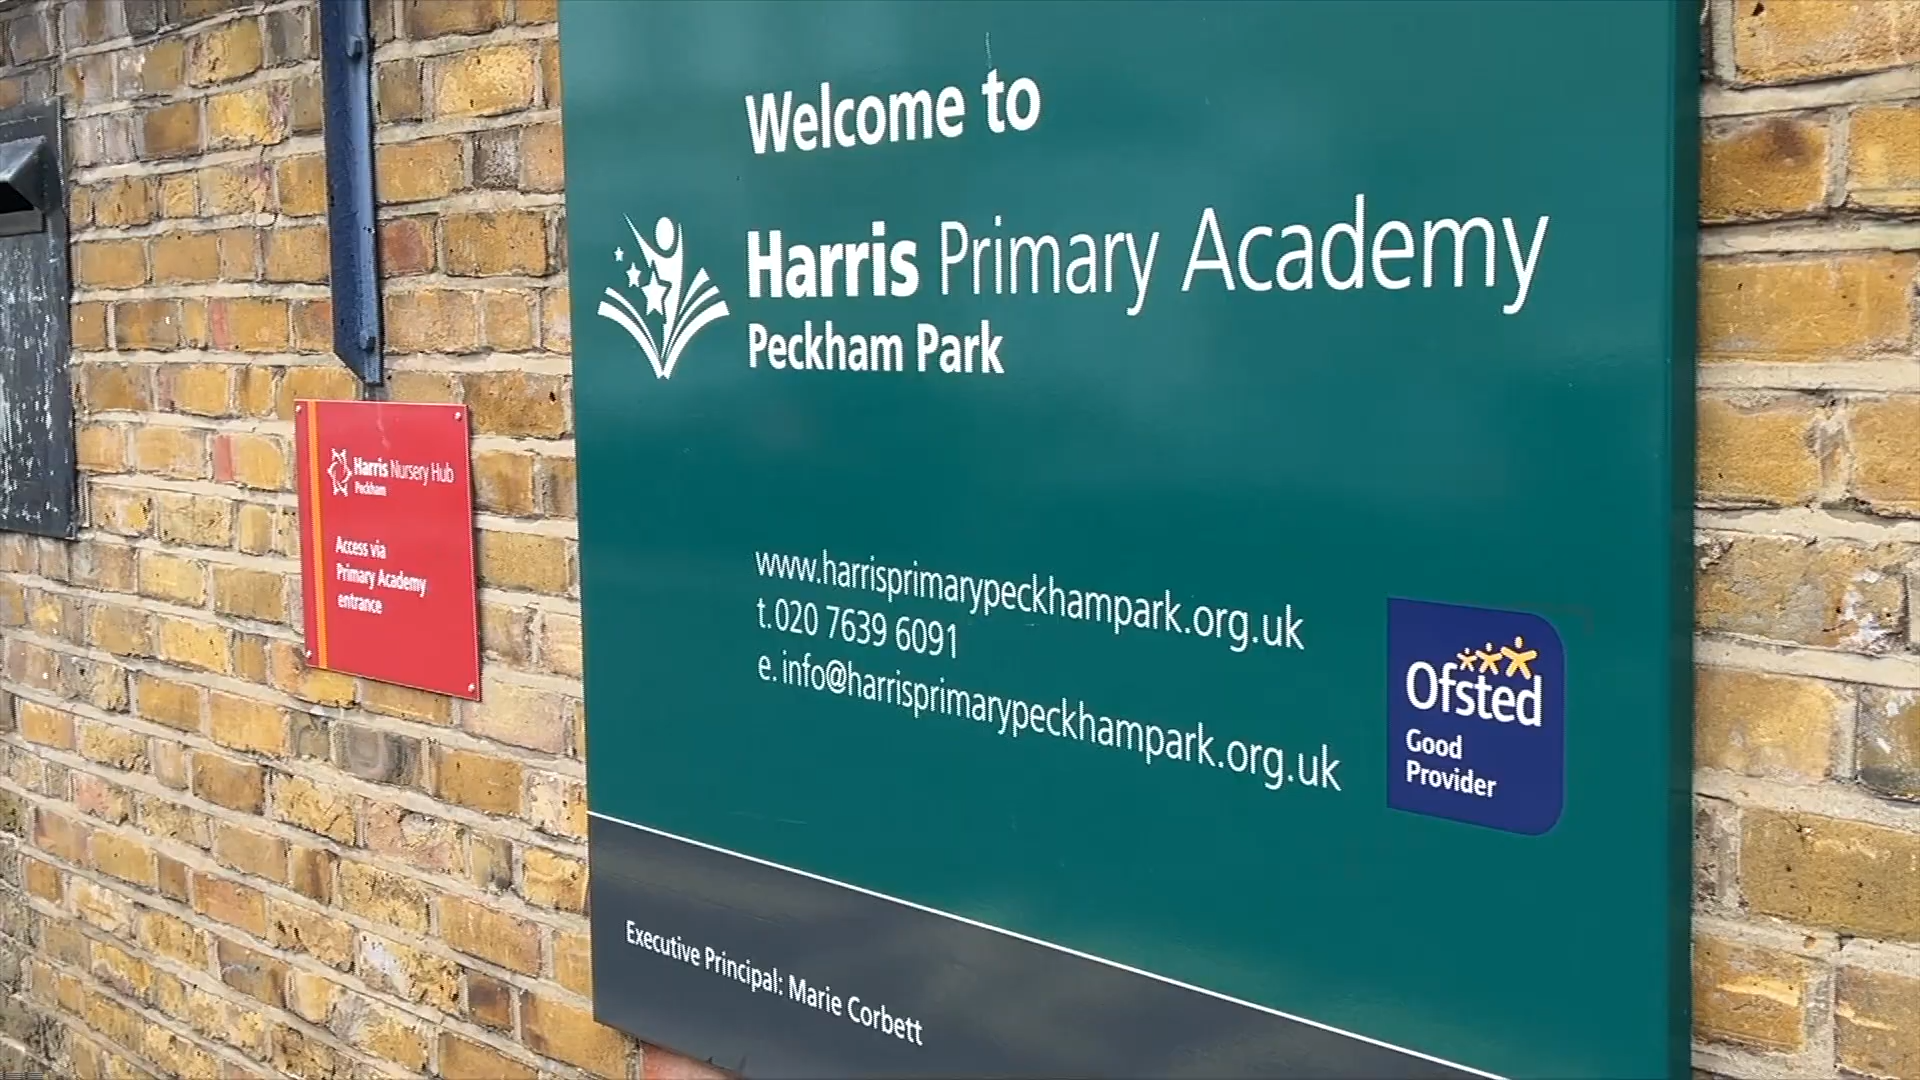 Welcome to
Harris Primary Academy
Peckham Park
www.harrisprimarypeckhampark.org.uk
t. 020 7639 6091
e. info@harrisprimarypeckhampark.org.uk
Ofsted
Good
Provider
Executive Principal: Marie Corbett
Harris Nursery Hub
Peckham
Access via
Primary Academy
entrance